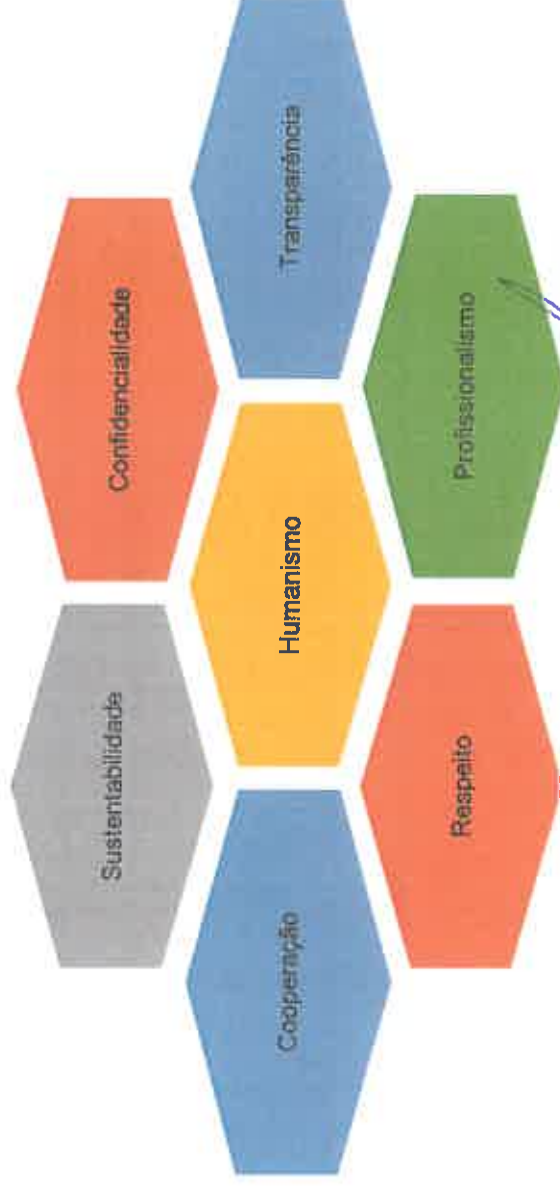 Sustentabilidade
Confidencialidade
Cooperação
Humanismo
Transparência
Respeito
Profissionalismo